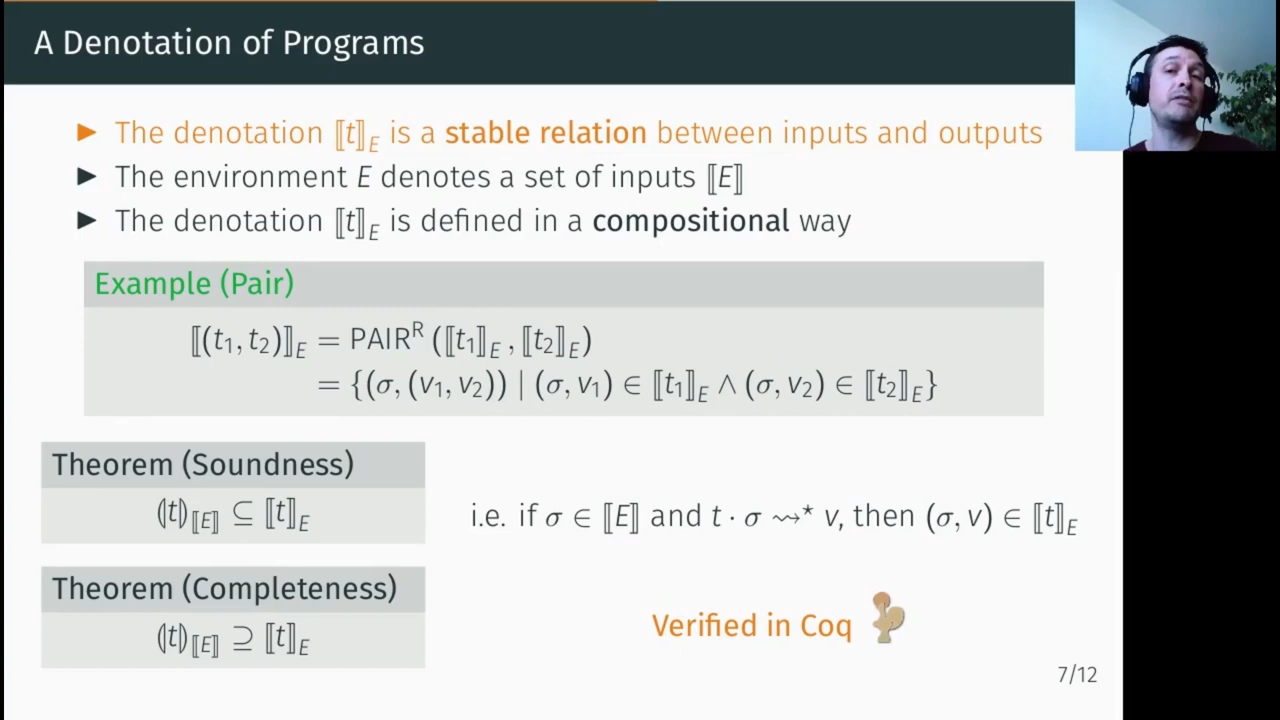 A Denotation of Programs
▶ The denotation ⟦t⟧_E is a stable relation between inputs and outputs
▶ The environment E denotes a set of inputs ⟦E⟧
▶ The denotation ⟦t⟧_E is defined in a compositional way
Example (Pair)
⟦(t₁, t₂)⟧_E = PAIR^R (⟦t₁⟧_E , ⟦t₂⟧_E)
= {(σ, (v₁, v₂)) | (σ, v₁) ∈ ⟦t₁⟧_E ∧ (σ, v₂) ∈ ⟦t₂⟧_E}
Theorem (Soundness)
⦇t⦈_⟦E⟧ ⊆ ⟦t⟧_E
i.e. if σ ∈ ⟦E⟧ and t · σ ⇝* v, then (σ, v) ∈ ⟦t⟧_E
Theorem (Completeness)
⦇t⦈_⟦E⟧ ⊇ ⟦t⟧_E
Verified in Coq
7/12